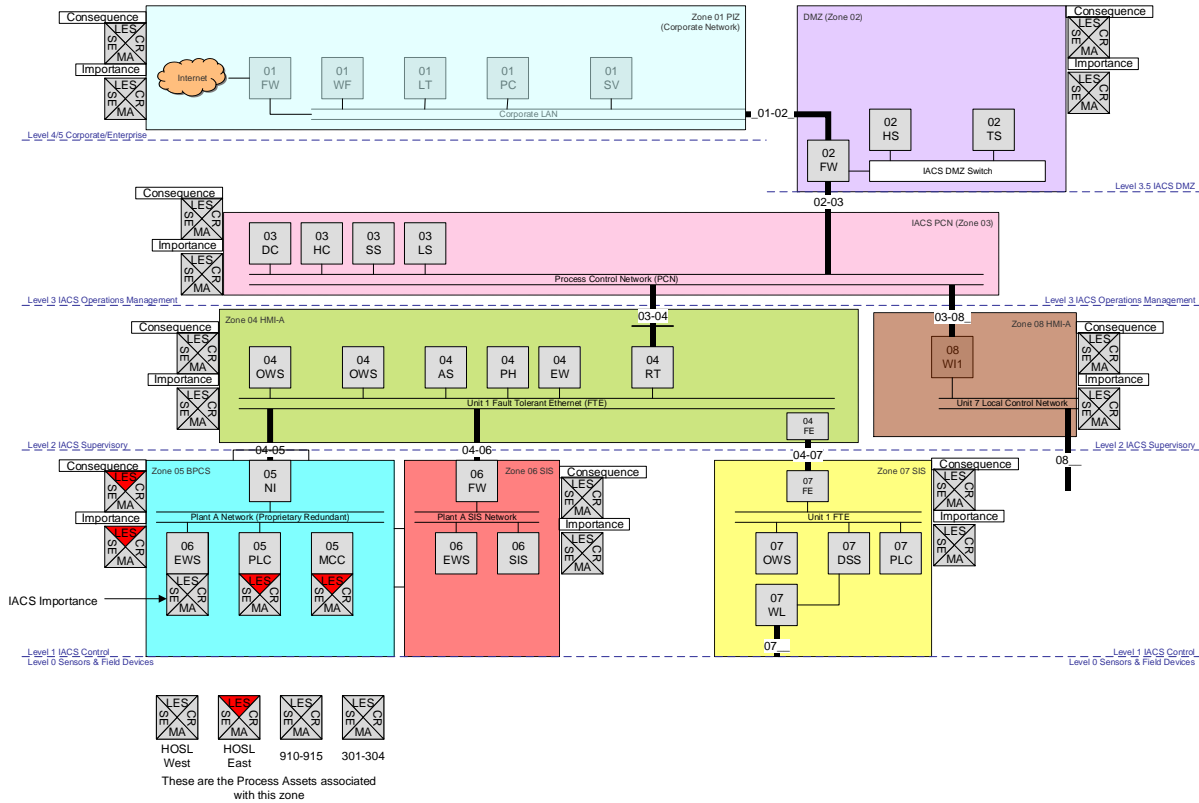 Consequence
LES
CR
MA
SE
Importance
LES
CR
MA
SE
Zone 01 PIZ
(Corporate Network)
Internet
01
FW
01
WF
01
LT
01
PC
01
SV
Corporate LAN
_01-02_
Level 4/5 Corporate/Enterprise
DMZ (Zone 02)
02
HS
02
TS
02
FW
IACS DMZ Switch
Consequence
LES
CR
MA
SE
Importance
LES
CR
MA
SE
Level 3.5 IACS DMZ
02-03
Consequence
LES
CR
MA
SE
Importance
LES
CR
MA
SE
IACS PCN (Zone 03)
03
DC
03
HC
03
SS
03
LS
Process Control Network (PCN)
Level 3 IACS Operations Management
Level 3 IACS Operations Management
Consequence
LES
CR
MA
SE
Importance
LES
CR
MA
SE
Zone 04 HMI-A
03-04
04
OWS
04
OWS
04
AS
04
PH
04
EW
04
RT
Unit 1 Fault Tolerant Ethernet (FTE)
04
FE
03-08_
Zone 08 HMI-A
08
WI1
Unit 7 Local Control Network
Consequence
LES
CR
MA
SE
Importance
LES
CR
MA
SE
Level 2 IACS Supervisory
Level 2 IACS Supervisory
04-05
04-06
04-07
08__
Consequence
LES
CR
MA
SE
Importance
LES
CR
MA
SE
Zone 05 BPCS
05
NI
Plant A Network (Proprietary Redundant)
06
EWS
05
PLC
05
MCC
LES
CR
MA
SE
LES
CR
MA
SE
LES
CR
MA
SE
IACS Importance
Zone 06 SIS
06
FW
Plant A SIS Network
06
EWS
06
SIS
Consequence
LES
CR
MA
SE
Importance
LES
CR
MA
SE
Zone 07 SIS
07
FE
Unit 1 FTE
07
OWS
07
DSS
07
PLC
07
WL
07__
Consequence
LES
CR
MA
SE
Importance
LES
CR
MA
SE
Level 1 IACS Control
Level 0 Sensors & Field Devices
Level 1 IACS Control
Level 0 Sensors & Field Devices
LES
CR
MA
SE
HOSL
West
LES
CR
MA
SE
HOSL
East
LES
CR
MA
SE
910-915
LES
CR
MA
SE
301-304
These are the Process Assets associated
with this zone